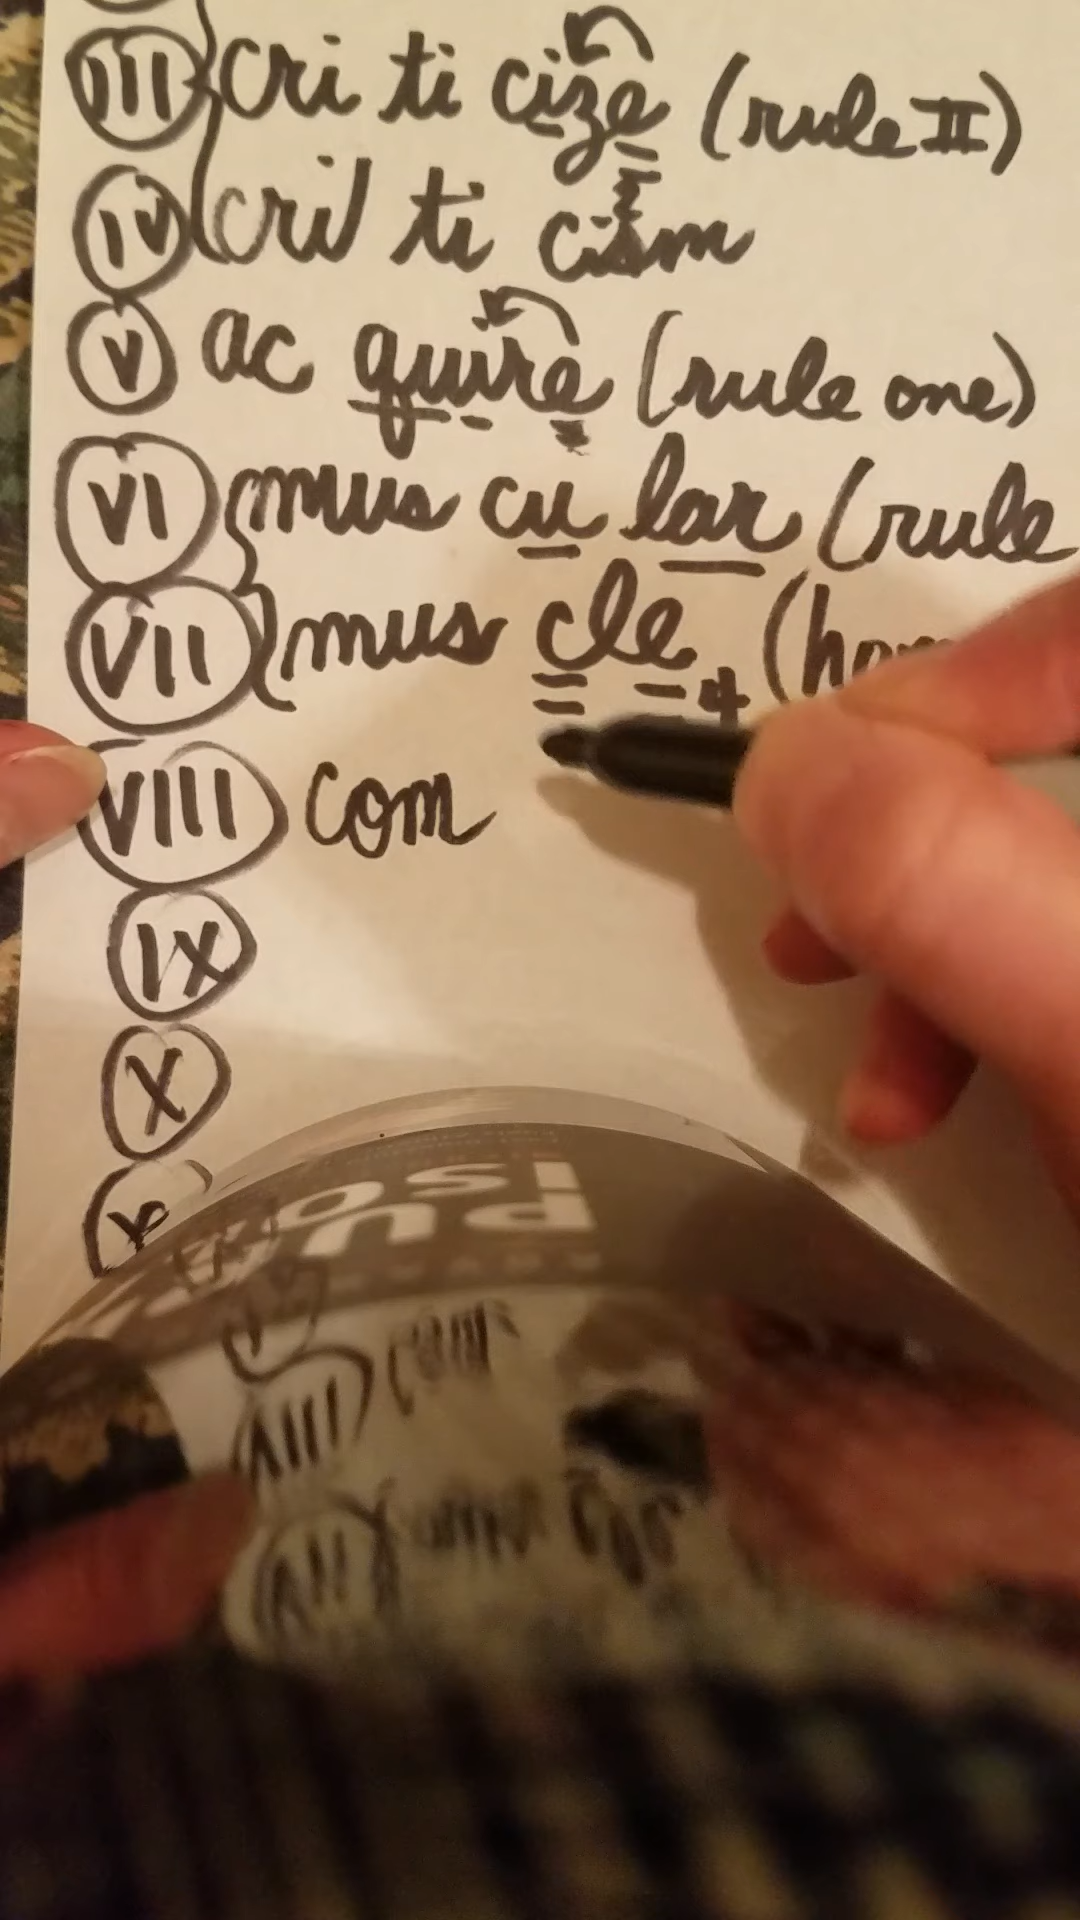 III cri ti cize (rule II)
IV cri ti cism
V ac quire (rule one)
VI mus cu lar (rule
VII mus cle 4
VIII com
IX
X